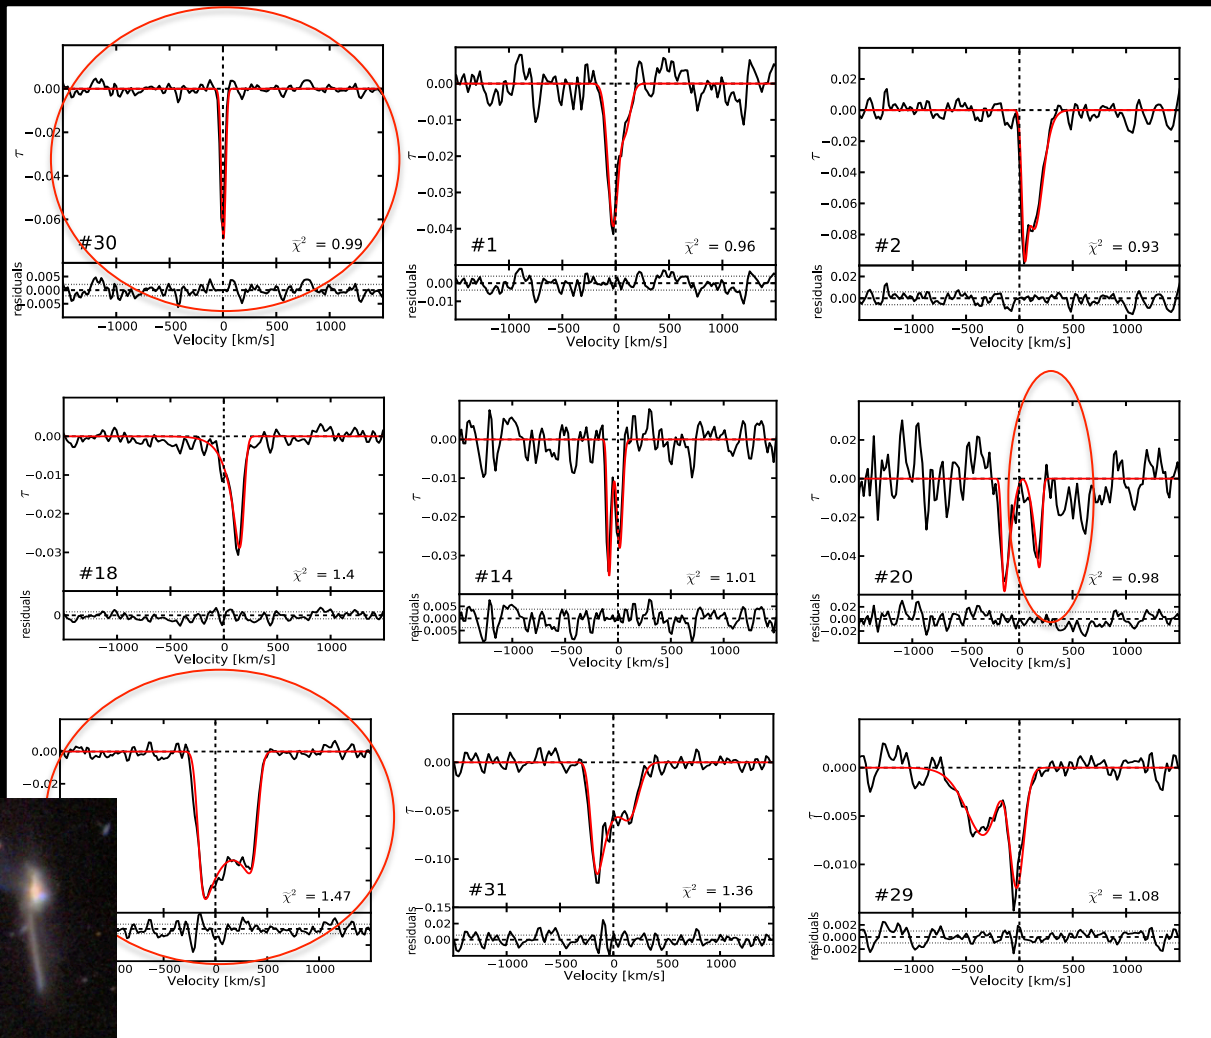 0.00
−0.02
−0.04
−0.06
τ
#30
χ̃² = 0.99
0.005
0.000
−0.005
residuals
−1000 −500 0 500 1000
Velocity [km/s]
0.00
−0.01
−0.02
−0.03
−0.04
τ
#1
χ̃² = 0.96
0.00
−0.01
residuals
−1000 −500 0 500 1000
Velocity [km/s]
0.02
0.00
−0.02
−0.04
−0.06
−0.08
τ
#2
χ̃² = 0.93
0.02
0.00
residuals
−1000 −500 0 500 1000
Velocity [km/s]
0.00
−0.01
−0.02
−0.03
τ
#18
χ̃² = 1.4
0
residuals
−1000 −500 0 500 1000
Velocity [km/s]
0.00
−0.01
−0.02
−0.03
τ
#14
χ̃² = 1.01
0.005
0.000
−0.005
residuals
−1000 −500 0 500 1000
Velocity [km/s]
0.02
0.00
−0.02
−0.04
−0.06
τ
#20
χ̃² = 0.98
0.02
0.00
−0.02
residuals
−1000 −500 0 500 1000
Velocity [km/s]
0.00
−0.02
χ̃² = 1.47
−500 0 500 1000
Velocity [km/s]
0.00
−0.05
−0.10
−0.15
τ
#31
χ̃² = 1.36
0.02
0.00
residuals
−1000 −500 0 500 1000
Velocity [km/s]
0.000
−0.005
−0.010
τ
#29
χ̃² = 1.08
0.002
0.000
0.002
residuals
−1000 −500 0 500 1000
Velocity [km/s]